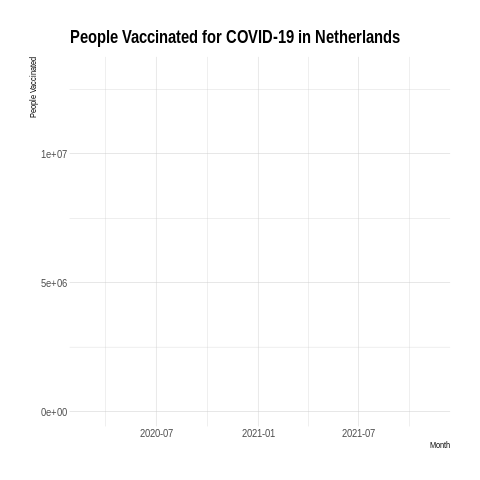 People Vaccinated for COVID-19 in Netherlands
People Vaccinated
1e+07
5e+06
0e+00
2020-07
2021-01
2021-07
Month